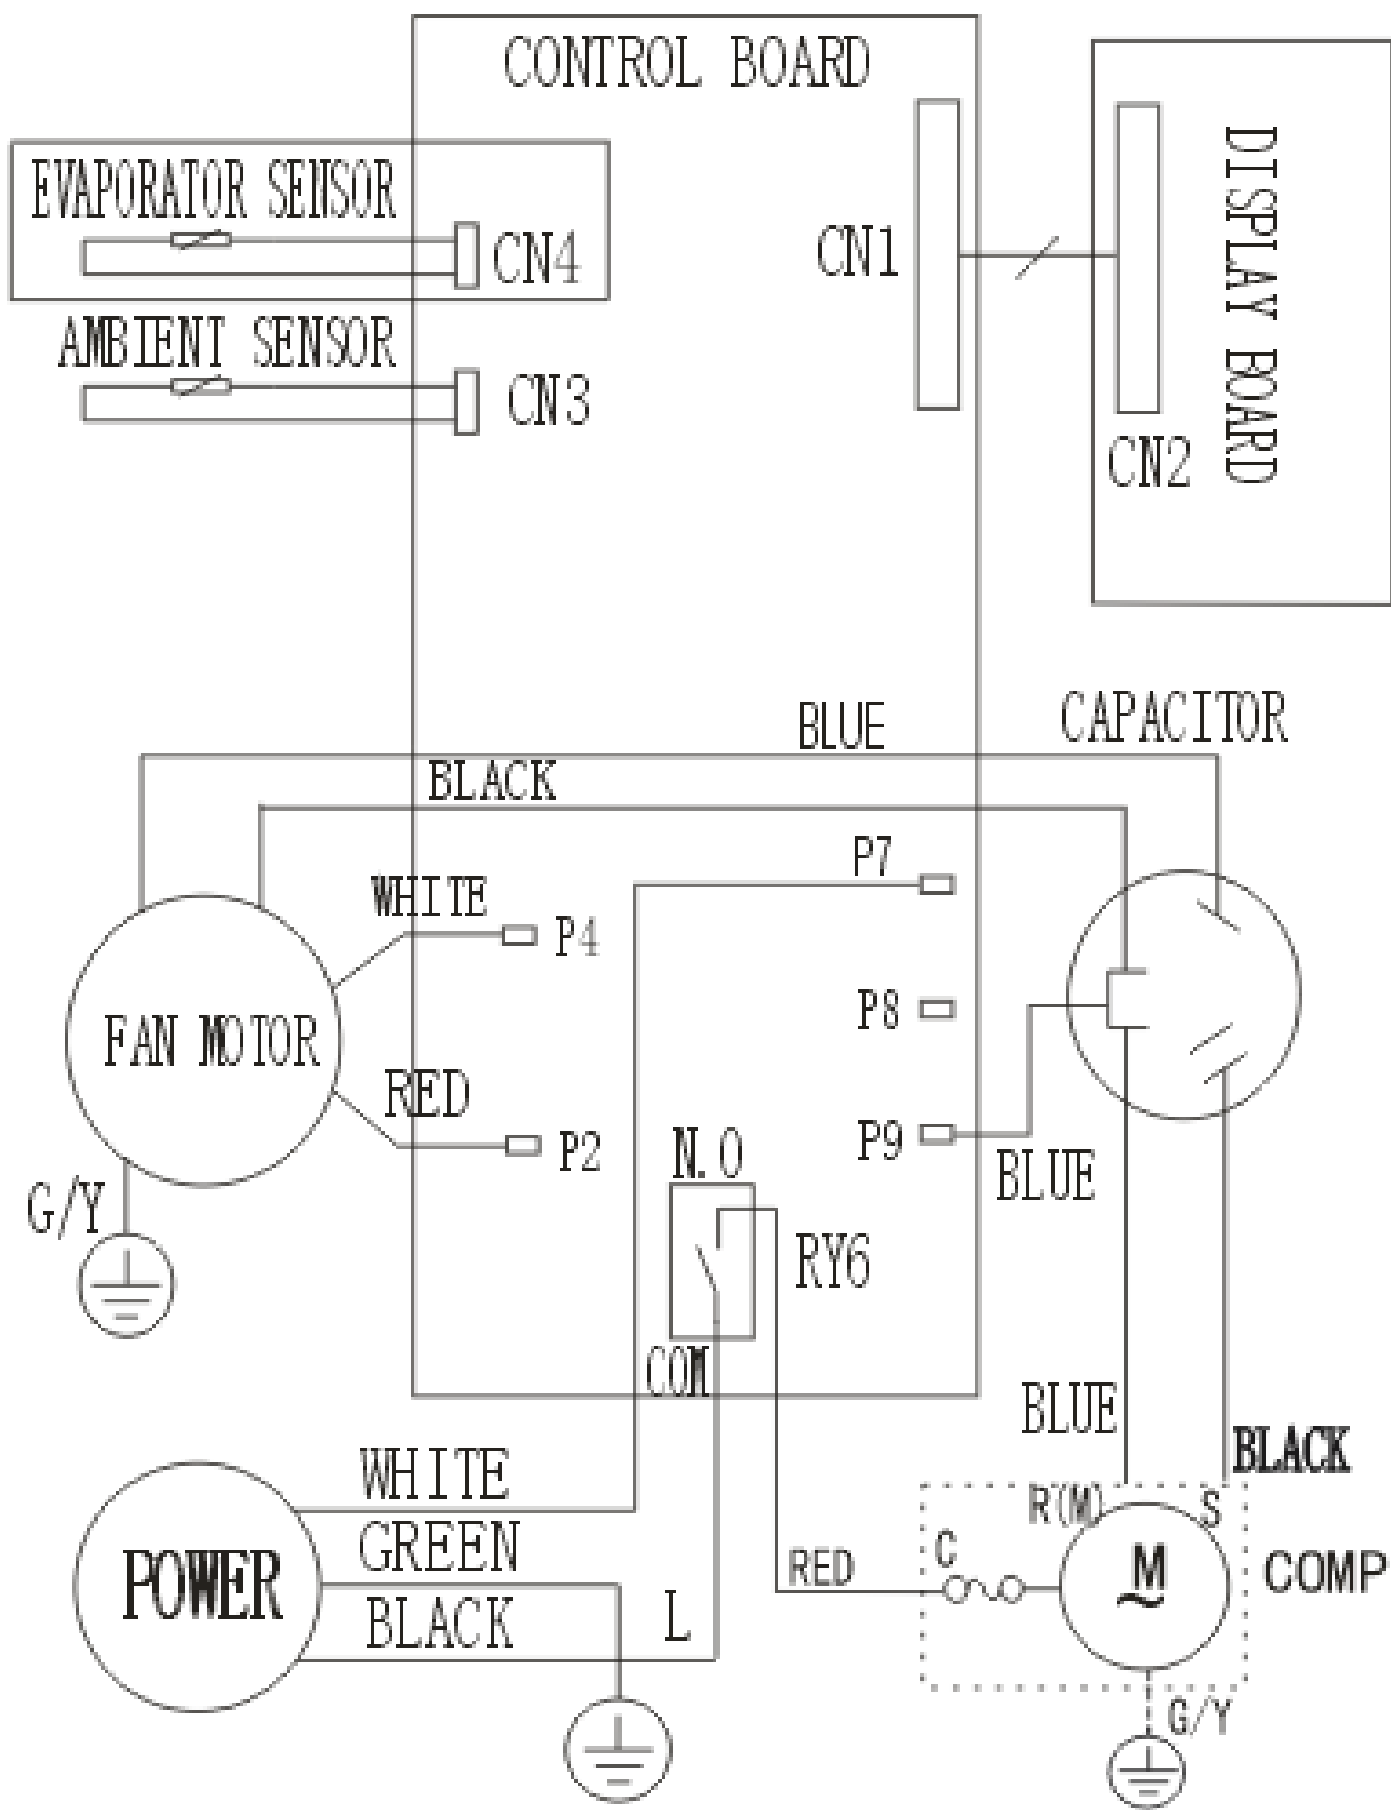 CONTROL BOARD
EVAPORATOR SENSOR
CN4
CN1
DISPLAY BOARD
AMBIENT SENSOR
CN3
CN2
BLUE
CAPACITOR
BLACK
P7
WHITE
P4
P8
FAN MOTOR
RED
P9
P2
N.O
BLUE
G/Y
RY6
COM
BLUE
BLACK
WHITE
R(M)
S
GREEN
C
POWER
RED
M
~
COMP
BLACK
L
G/Y